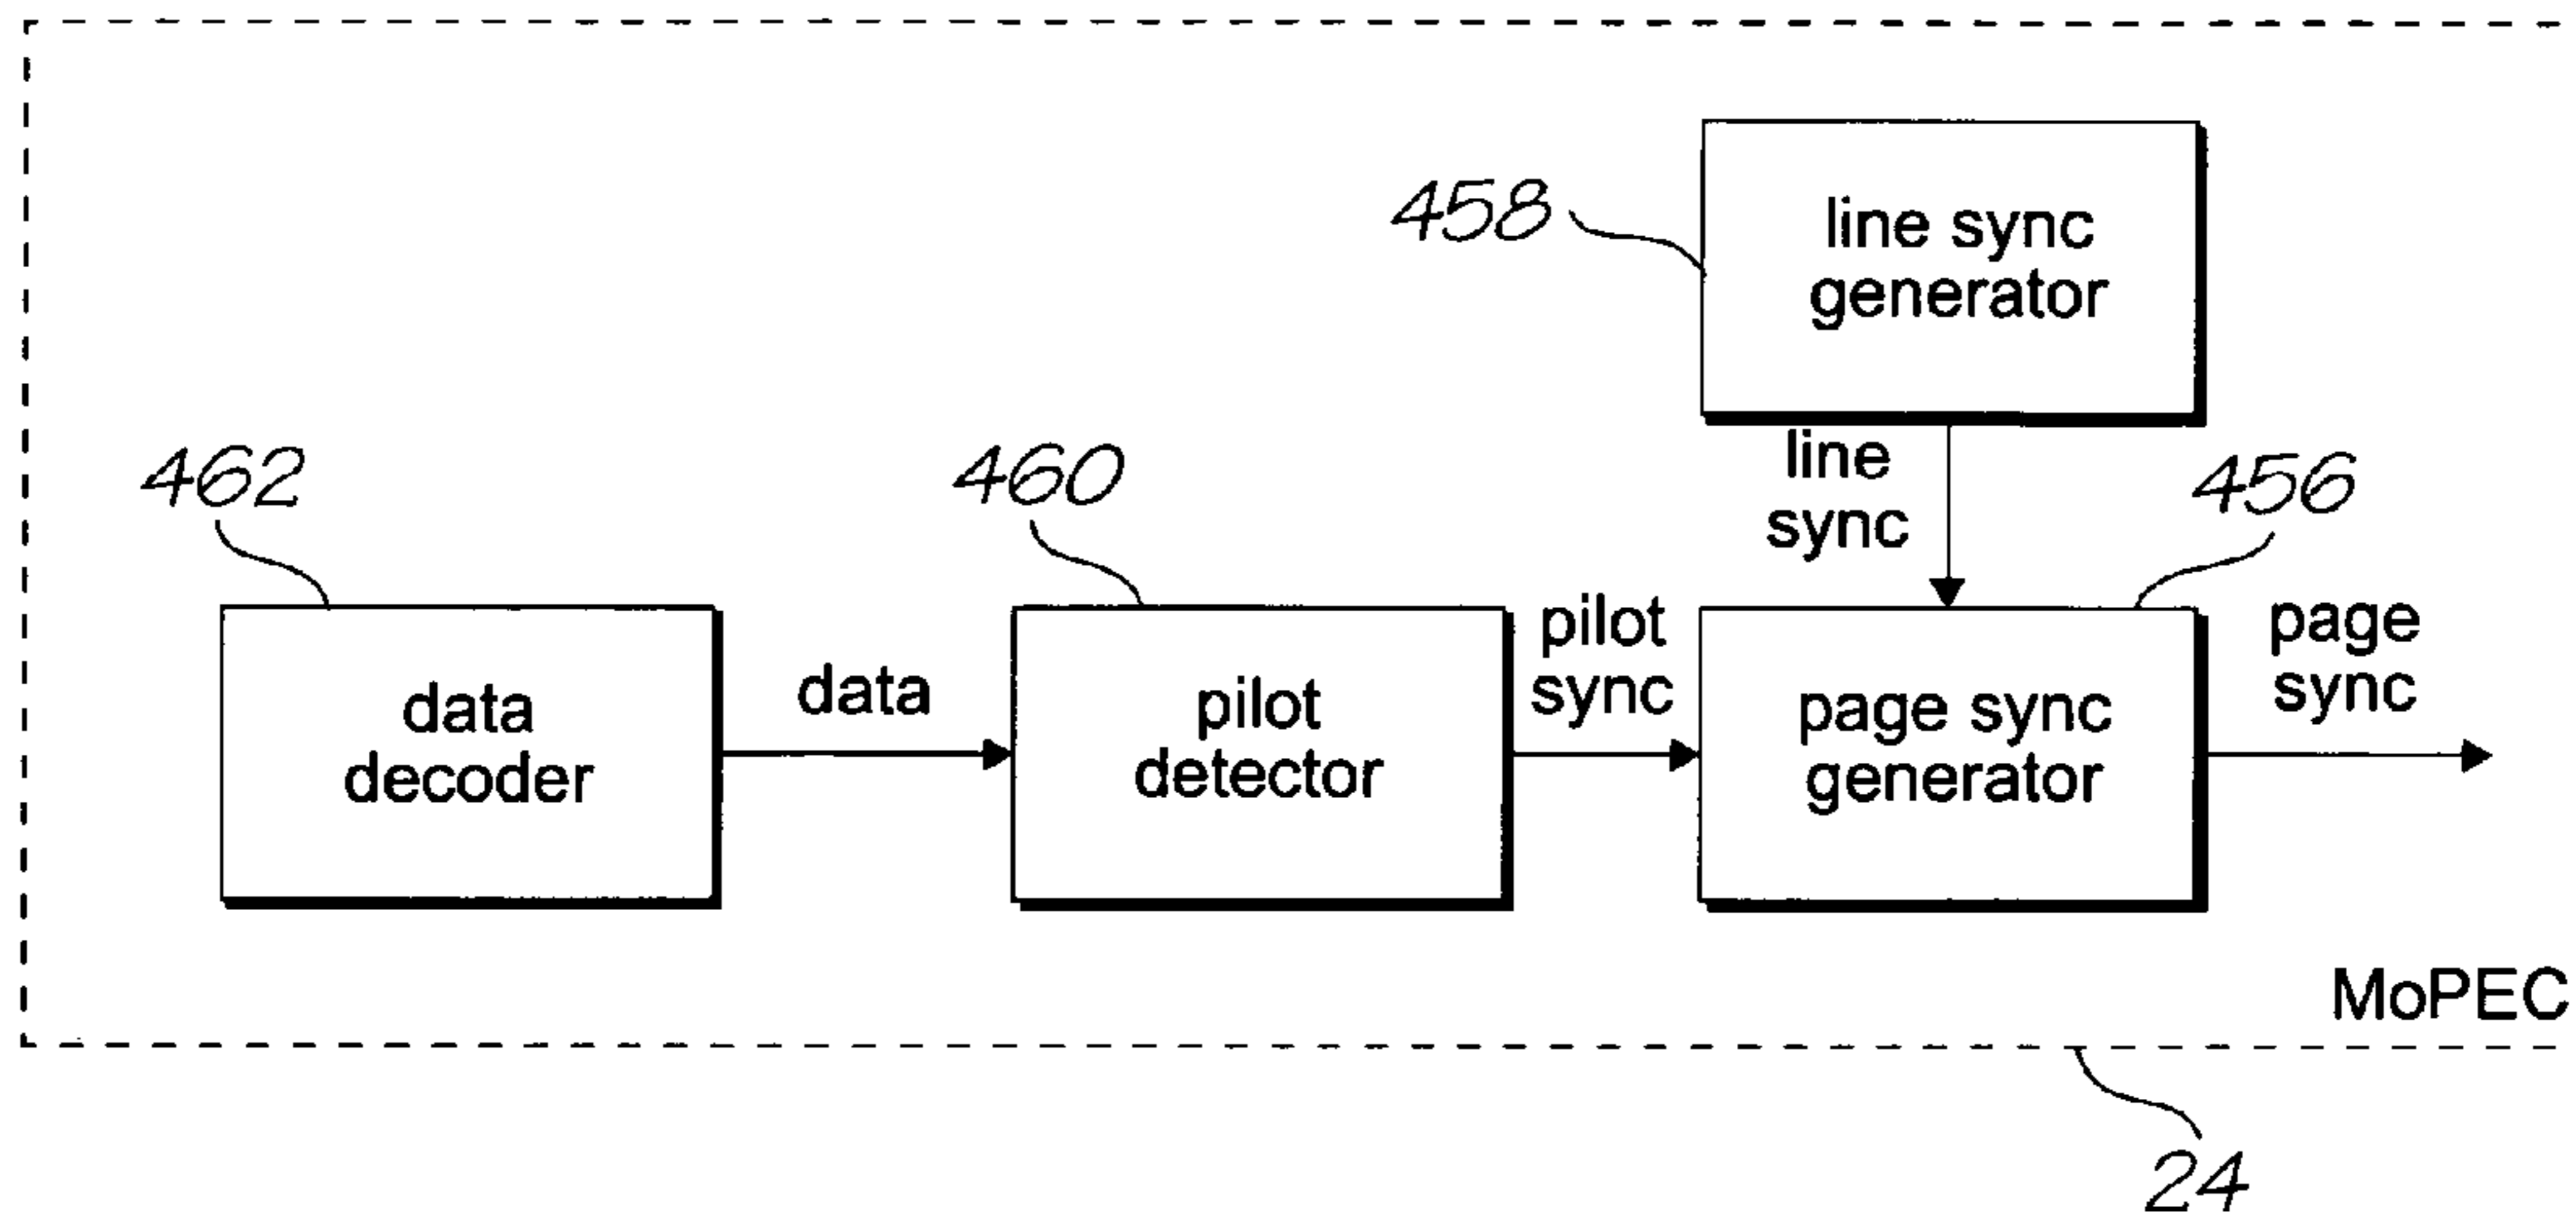 458
line sync
generator
line
sync
462
460
456
data
decoder
data
pilot
detector
pilot
sync
page sync
generator
page
sync
MoPEC
24